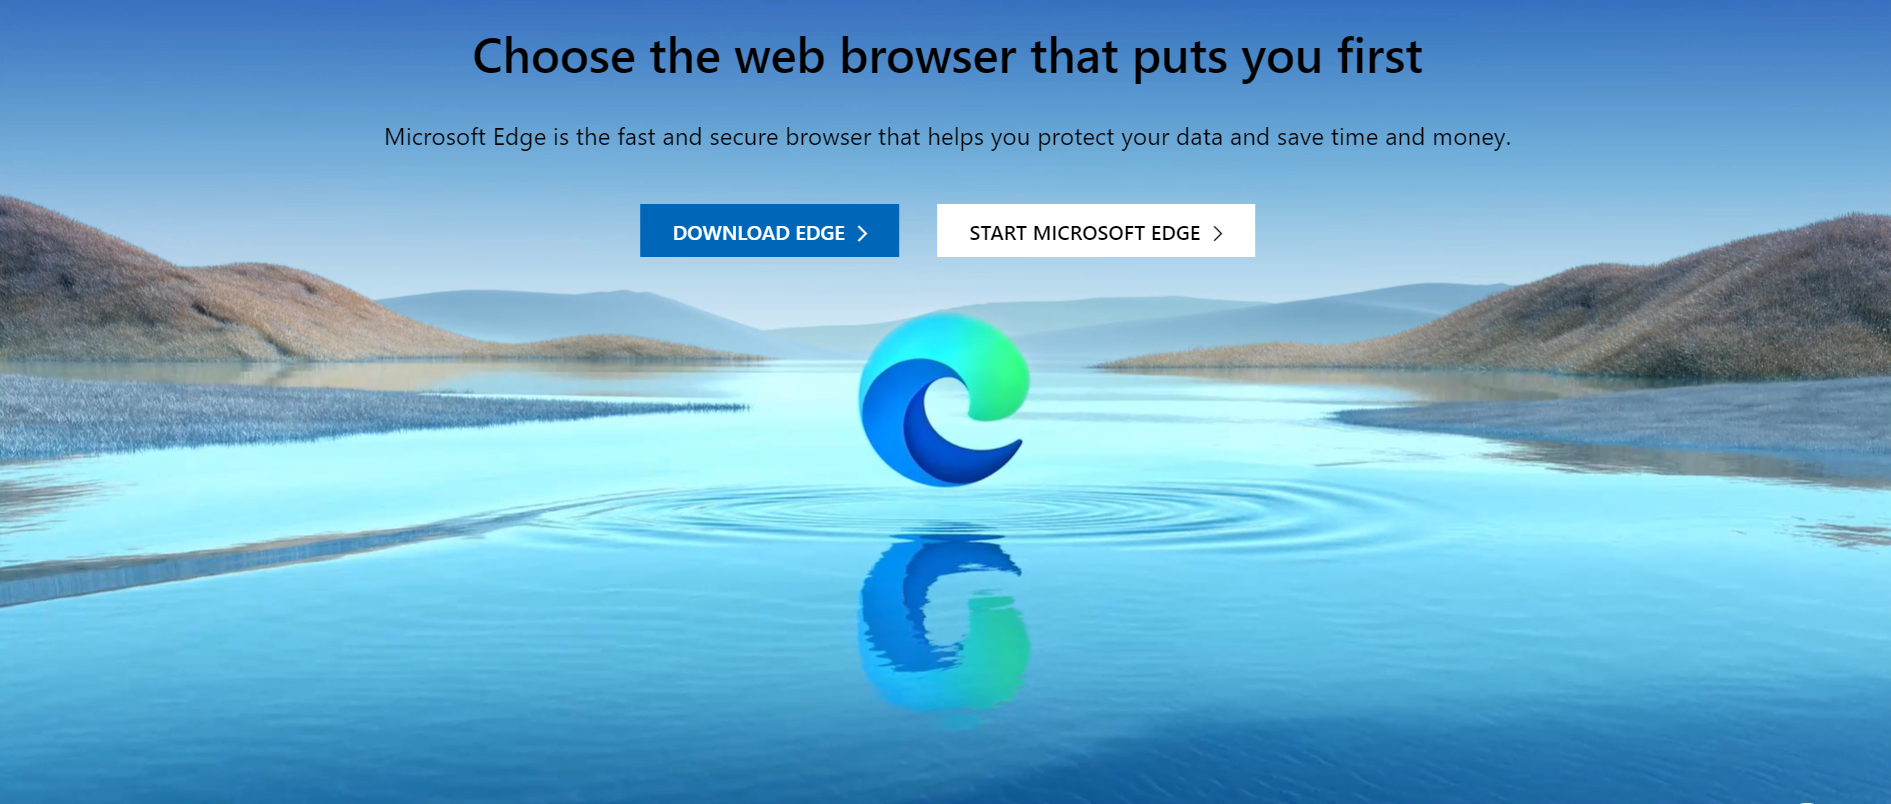 Choose the web browser that puts you first
Microsoft Edge is the fast and secure browser that helps you protect your data and save time and money.
DOWNLOAD EDGE
START MICROSOFT EDGE